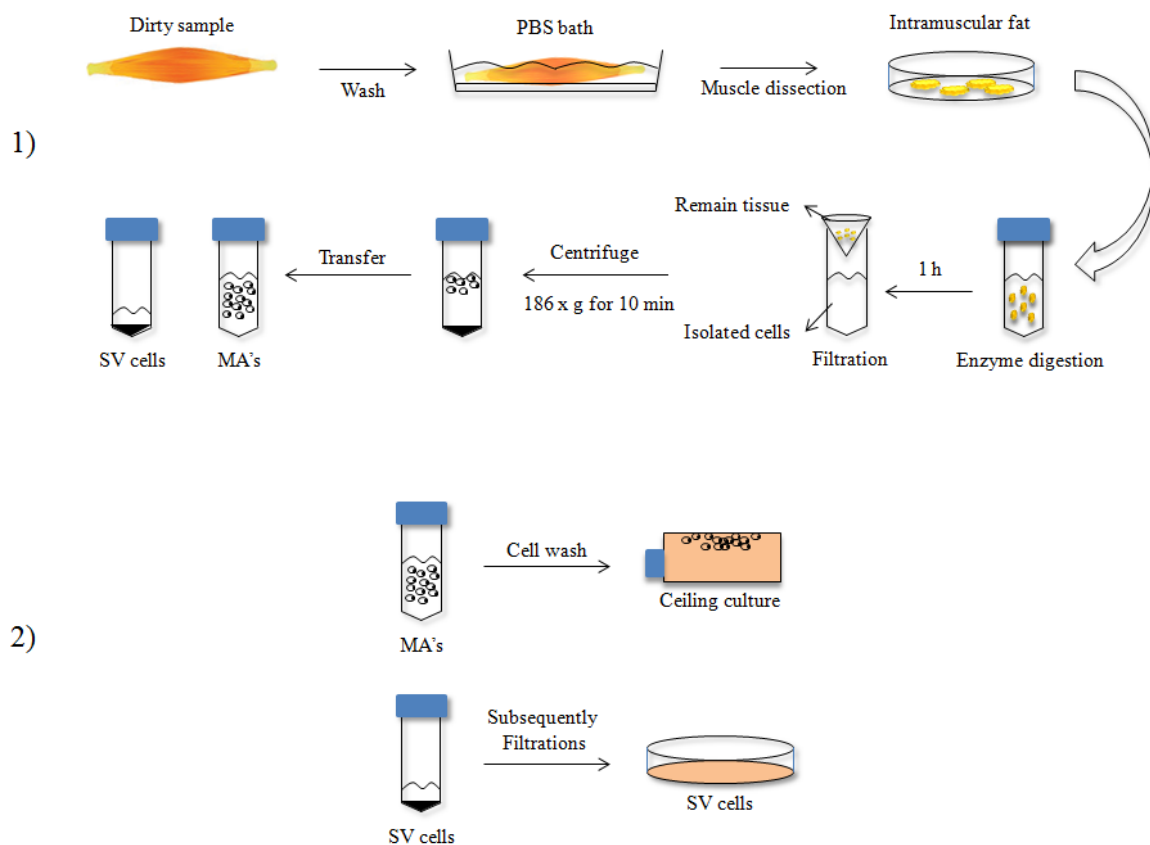 Dirty sample
PBS bath
Intramuscular fat
Wash
Muscle dissection
1)
Remain tissue
Transfer
Centrifuge
1 h
186 x g for 10 min
Isolated cells
SV cells
MA's
Filtration
Enzyme digestion
Cell wash
Ceiling culture
MA's
2)
Subsequently
Filtrations
SV cells
SV cells